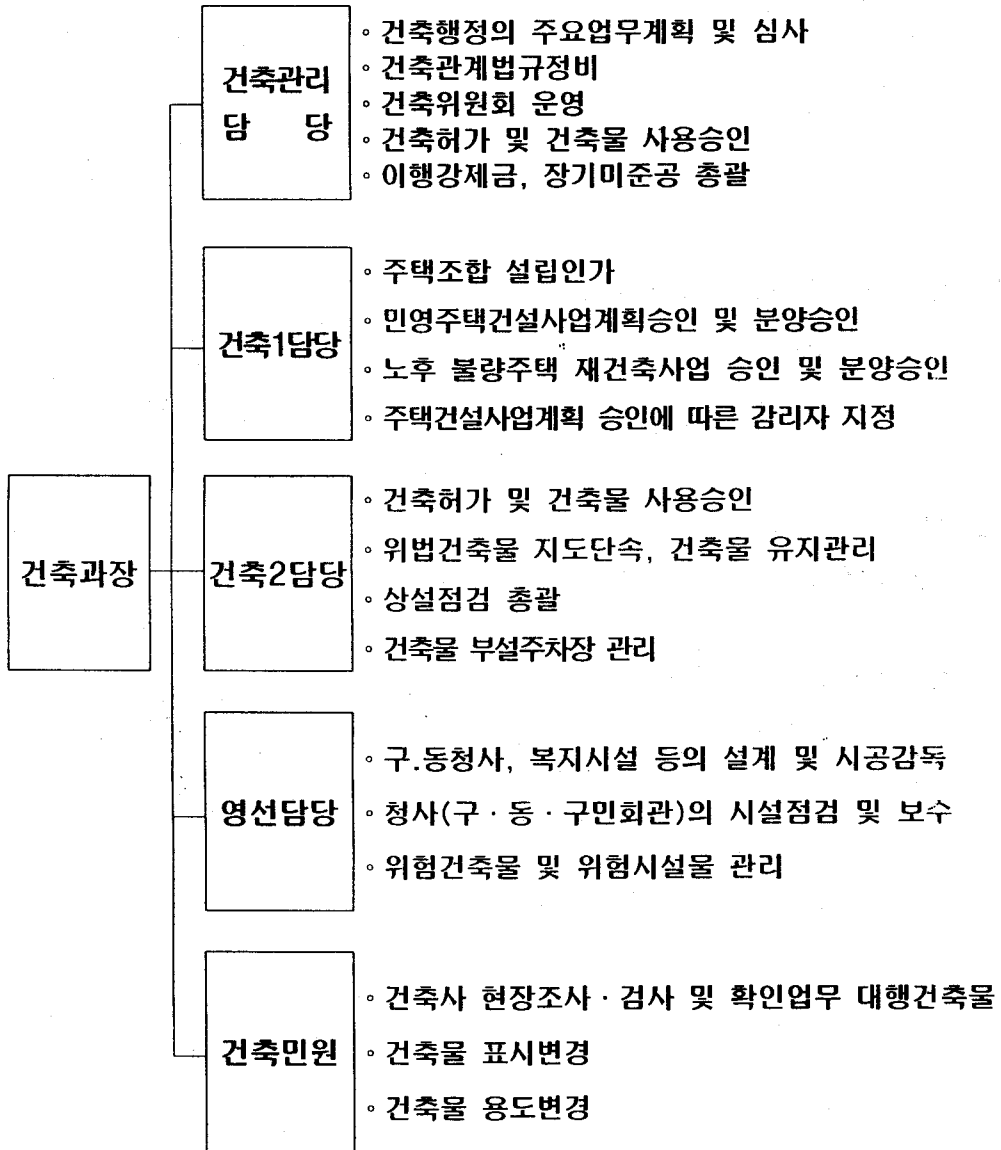 건축관리
담 당
◦ 건축행정의 주요업무계획 및 심사
◦ 건축관계법규정비
◦ 건축위원회 운영
◦ 건축허가 및 건축물 사용승인
◦ 이행강제금, 장기미준공 총괄
건축1담당
◦ 주택조합 설립인가
◦ 민영주택건설사업계획승인 및 분양승인
◦ 노후 불량주택 재건축사업 승인 및 분양승인
◦ 주택건설사업계획 승인에 따른 감리자 지정
건축과장
건축2담당
◦ 건축허가 및 건축물 사용승인
◦ 위법건축물 지도단속, 건축물 유지관리
◦ 상설점검 총괄
◦ 건축물 부설주차장 관리
영선담당
◦ 구.동청사, 복지시설 등의 설계 및 시공감독
◦ 청사(구 · 동 · 구민회관)의 시설점검 및 보수
◦ 위험건축물 및 위험시설물 관리
건축민원
◦ 건축사 현장조사 · 검사 및 확인업무 대행건축물
◦ 건축물 표시변경
◦ 건축물 용도변경